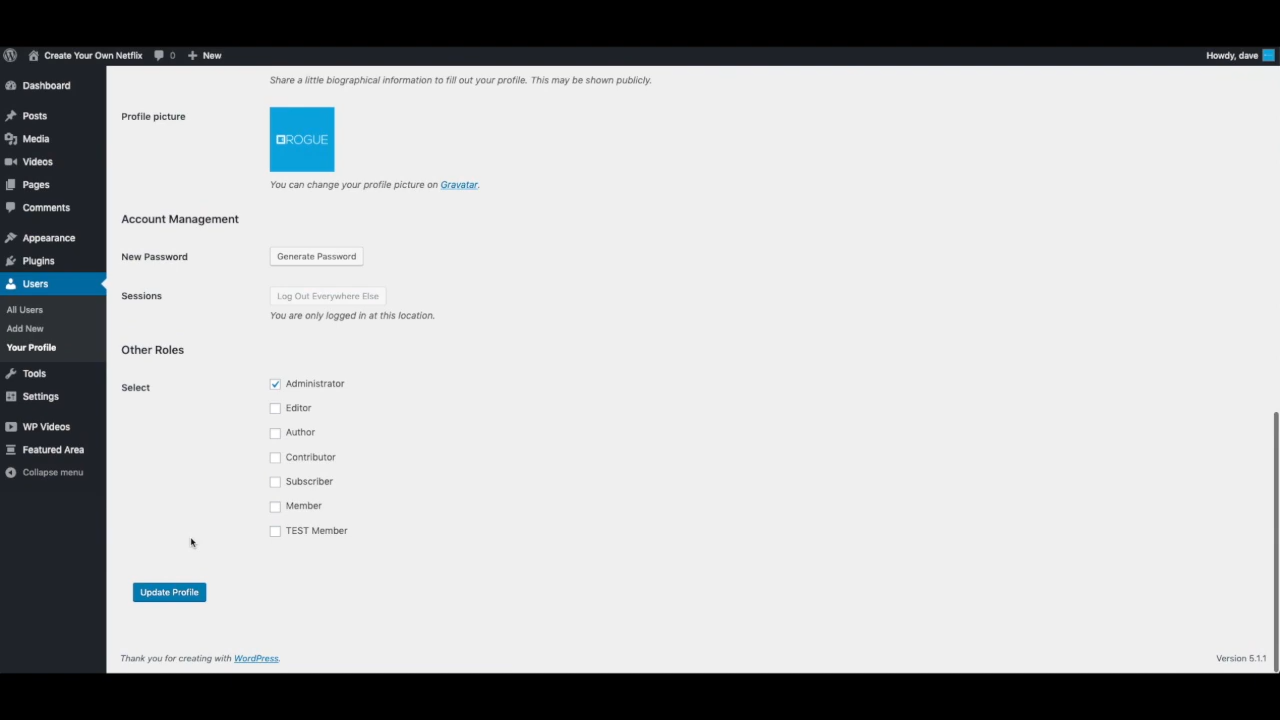 Create Your Own Netflix
0
New
Howdy, dave
Dashboard
Posts
Media
Videos
Pages
Comments
Appearance
Plugins
Users
All Users
Add New
Your Profile
Tools
Settings
WP Videos
Featured Area
Collapse menu
Share a little biographical information to fill out your profile. This may be shown publicly.
Profile picture
ROGUE
You can change your profile picture on Gravatar.
Account Management
New Password
Generate Password
Sessions
Log Out Everywhere Else
You are only logged in at this location.
Other Roles
Select
Administrator
Editor
Author
Contributor
Subscriber
Member
TEST Member
Update Profile
Thank you for creating with WordPress.
Version 5.1.1